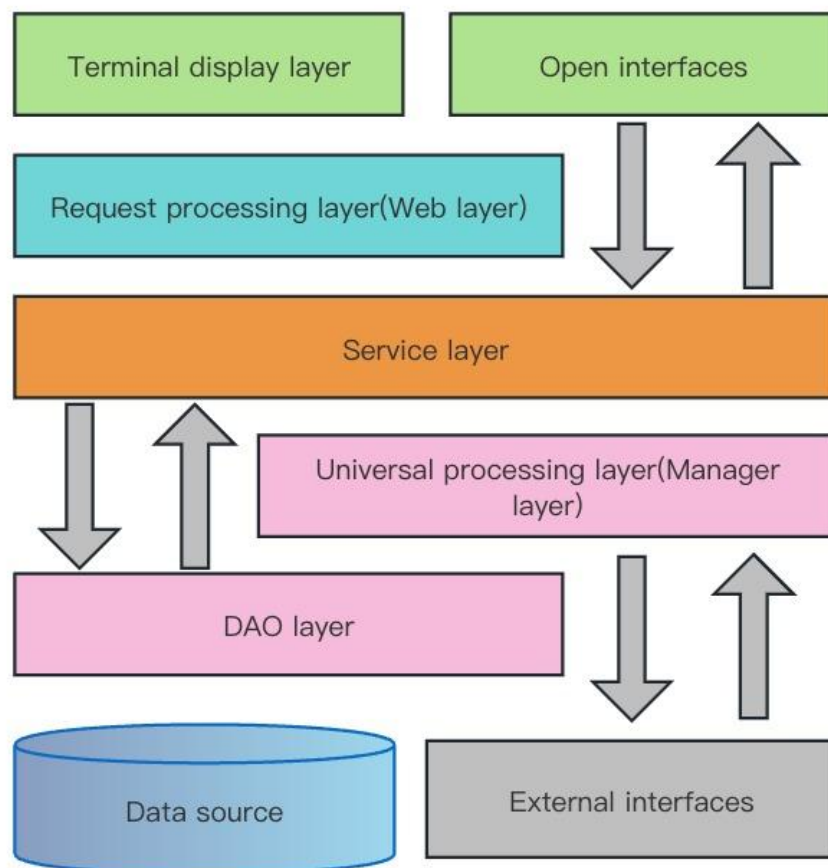 Terminal display layer
Open interfaces
Request processing layer(Web layer)
Service layer
Universal processing layer(Manager
layer)
DAO layer
Data source
External interfaces